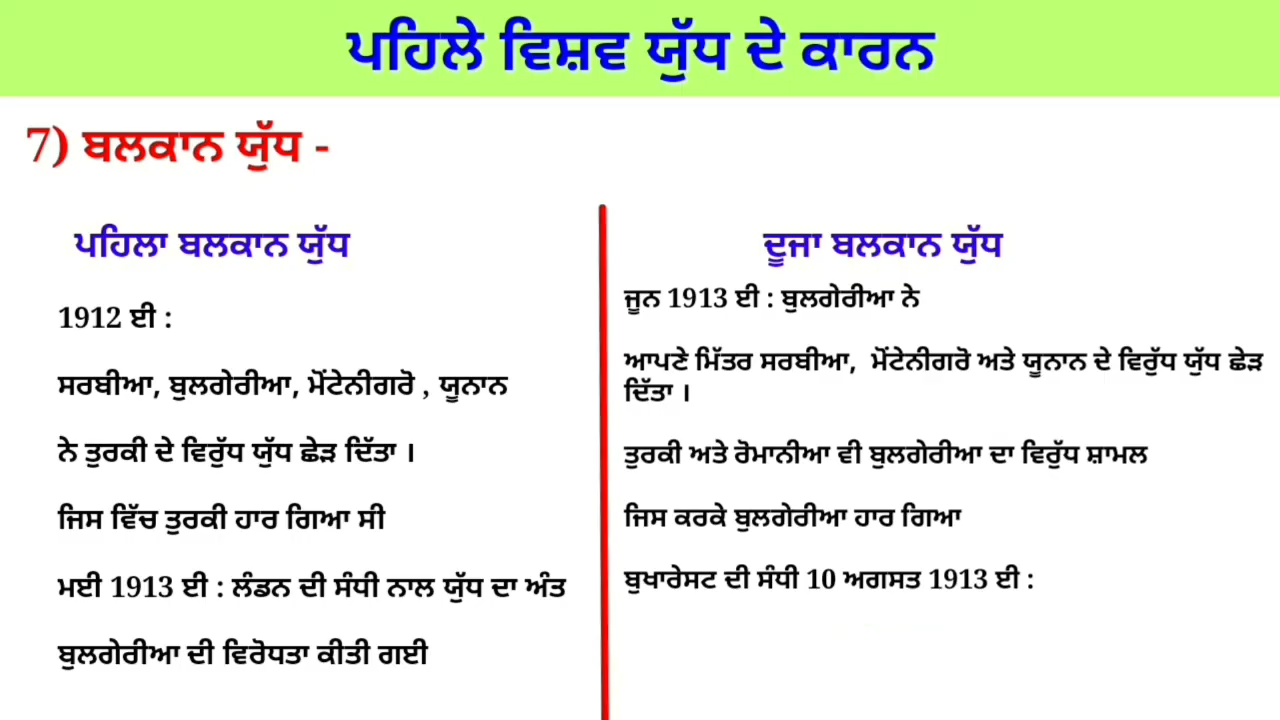 ਪਹਿਲੇ ਵਿਸ਼ਵ ਯੁੱਧ ਦੇ ਕਾਰਨ
7) ਬਲਕਾਨ ਯੁੱਧ -
ਪਹਿਲਾ ਬਲਕਾਨ ਯੁੱਧ
1912 ਈ :
ਸਰਬੀਆ, ਬੁਲਗੇਰੀਆ, ਮੋਂਟੇਨੀਗਰੋ , ਯੂਨਾਨ
ਨੇ ਤੁਰਕੀ ਦੇ ਵਿਰੁੱਧ ਯੁੱਧ ਛੇੜ ਦਿੱਤਾ ।
ਜਿਸ ਵਿੱਚ ਤੁਰਕੀ ਹਾਰ ਗਿਆ ਸੀ
ਮਈ 1913 ਈ : ਲੰਡਨ ਦੀ ਸੰਧੀ ਨਾਲ ਯੁੱਧ ਦਾ ਅੰਤ
ਬੁਲਗੇਰੀਆ ਦੀ ਵਿਰੋਧਤਾ ਕੀਤੀ ਗਈ
ਦੂਜਾ ਬਲਕਾਨ ਯੁੱਧ
ਜੂਨ 1913 ਈ : ਬੁਲਗੇਰੀਆ ਨੇ
ਆਪਣੇ ਮਿੱਤਰ ਸਰਬੀਆ, ਮੋਂਟੇਨੀਗਰੋ ਅਤੇ ਯੂਨਾਨ ਦੇ ਵਿਰੁੱਧ ਯੁੱਧ ਛੇੜ
ਦਿੱਤਾ ।
ਤੁਰਕੀ ਅਤੇ ਰੋਮਾਨੀਆ ਵੀ ਬੁਲਗੇਰੀਆ ਦਾ ਵਿਰੁੱਧ ਸ਼ਾਮਲ
ਜਿਸ ਕਰਕੇ ਬੁਲਗੇਰੀਆ ਹਾਰ ਗਿਆ
ਬੁਖਾਰੇਸਟ ਦੀ ਸੰਧੀ 10 ਅਗਸਤ 1913 ਈ :